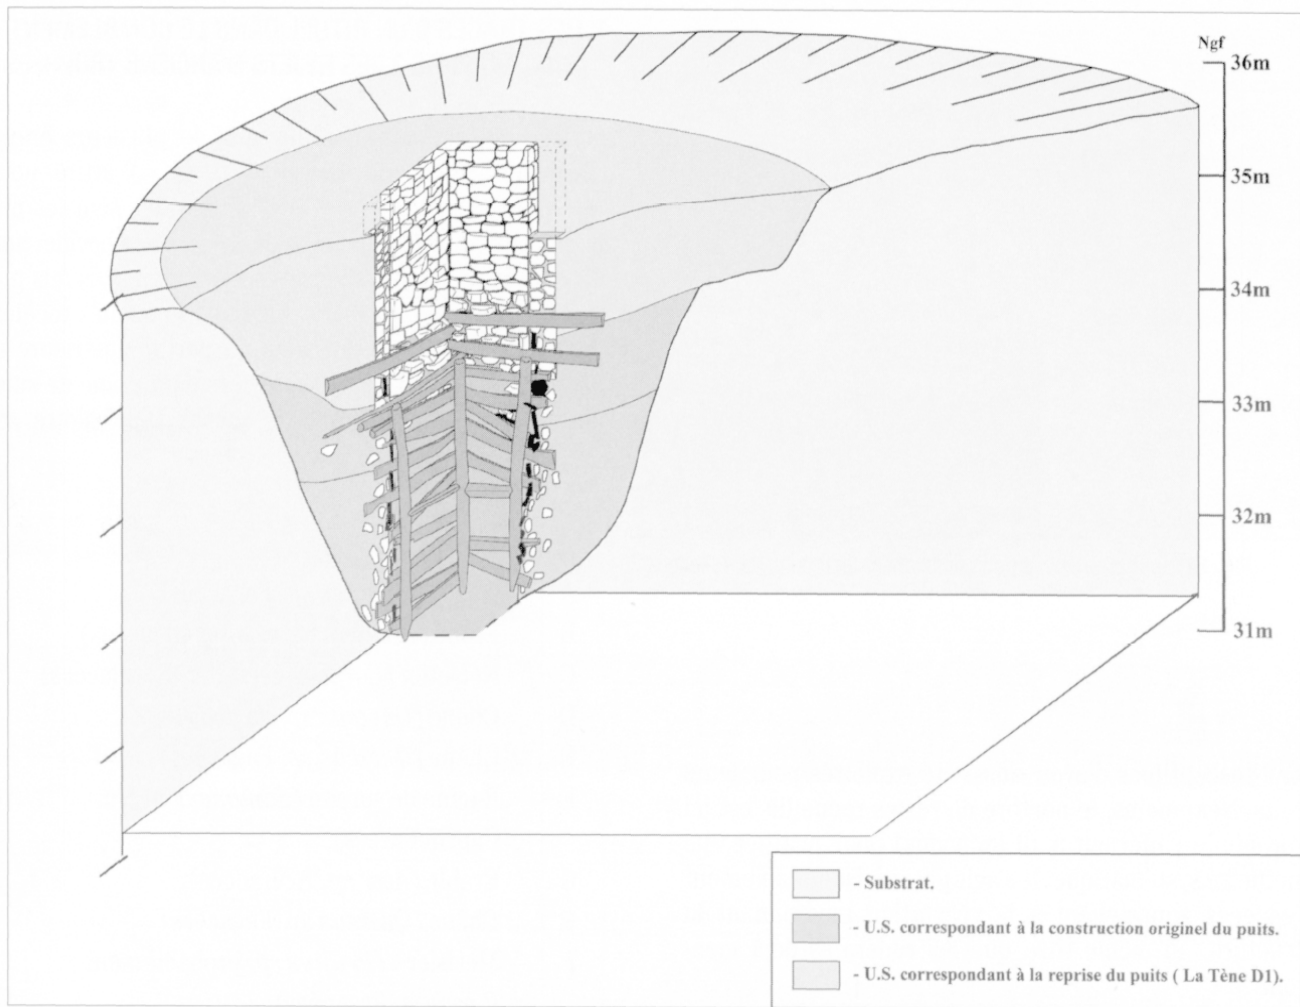 Ngf
36m
35m
34m
33m
32m
31m
- Substrat.
- U.S. correspondant à la construction originel du puits.
- U.S. correspondant à la reprise du puits ( La Tène D1).